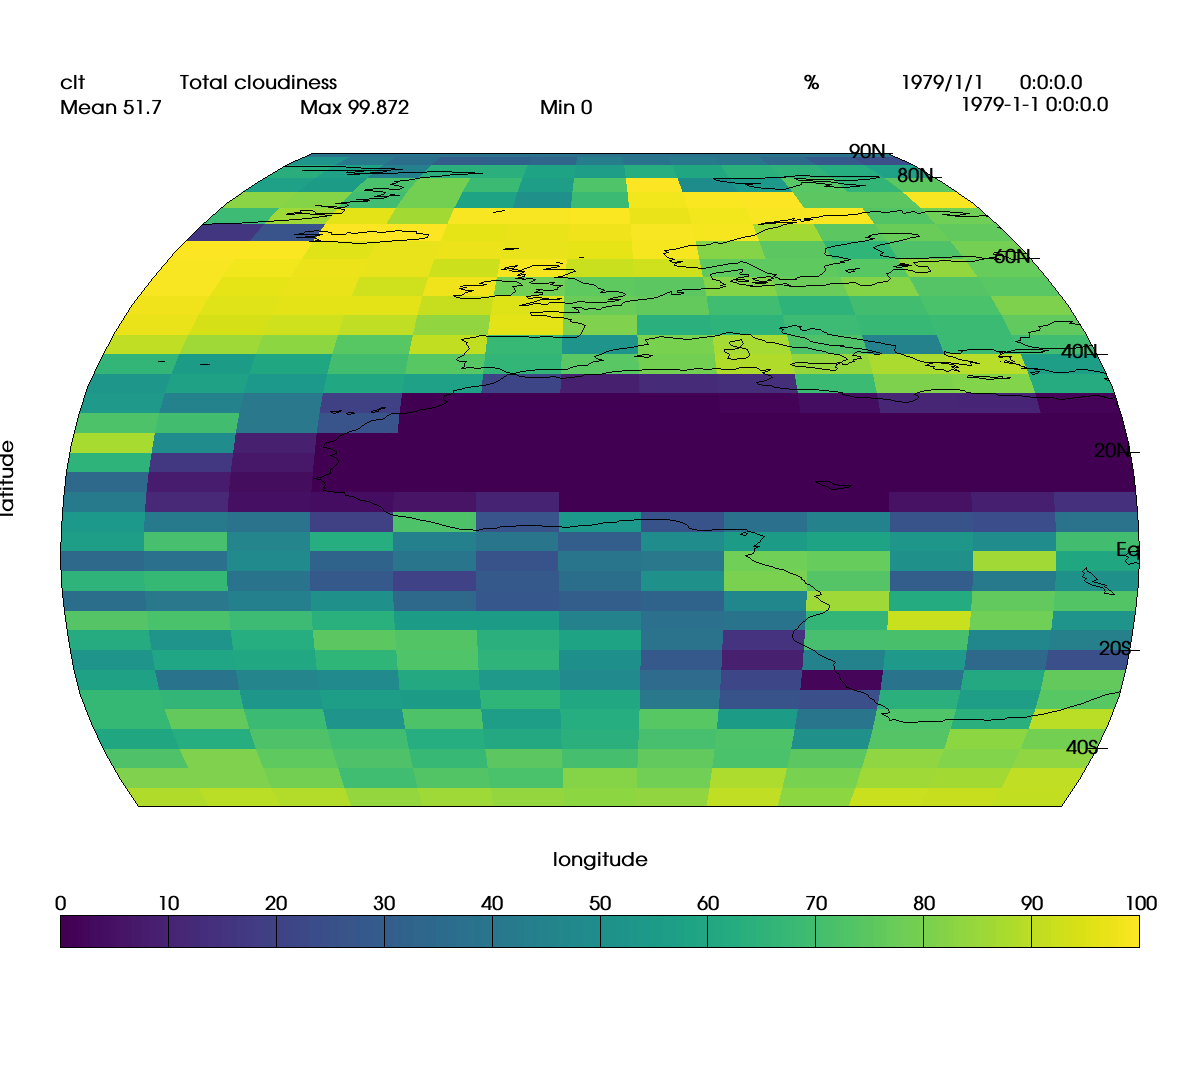 clt Total cloudiness % 1979/1/1 0:0:0.0
Mean 51.7 Max 99.872 Min 0 1979-1-1 0:0:0.0
90N
80N
60N
40N
20N
Eq
20S
40S
latitude
longitude
0 10 20 30 40 50 60 70 80 90 100